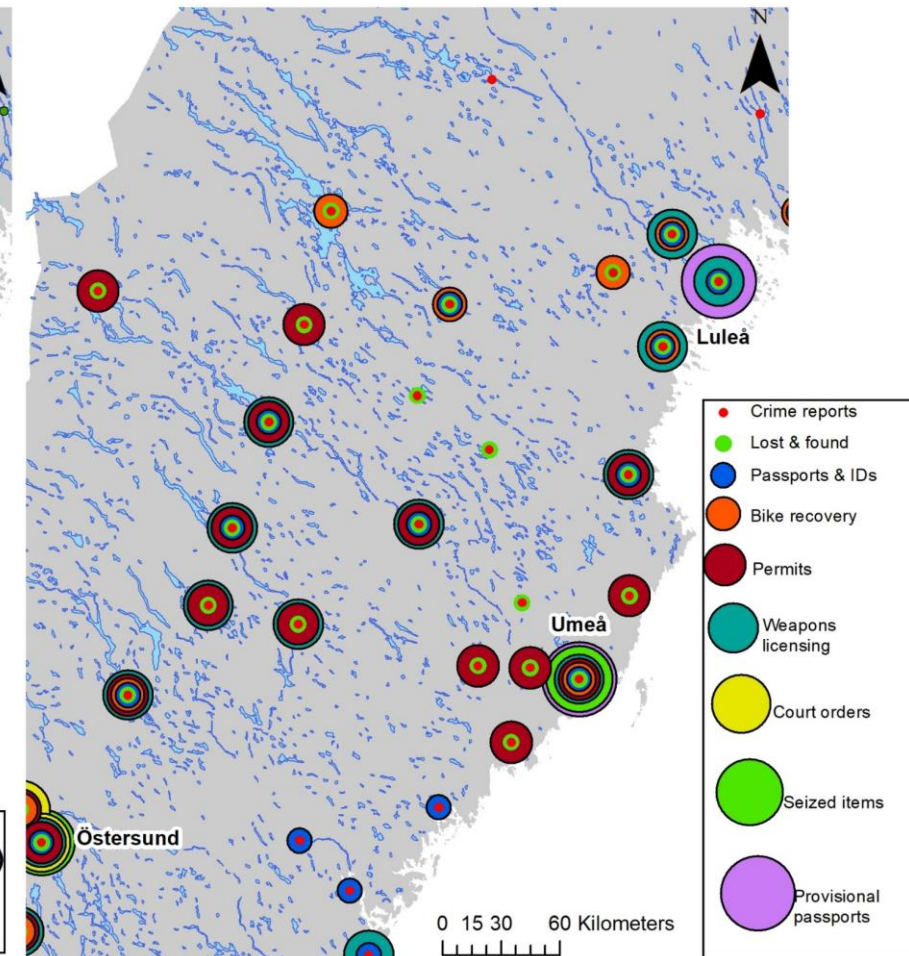 N
Luleå
Umeå
Östersund
Crime reports
Lost & found
Passports & IDs
Bike recovery
Permits
Weapons
licensing
Court orders
Seized items
Provisional
passports
0 15 30 60 Kilometers